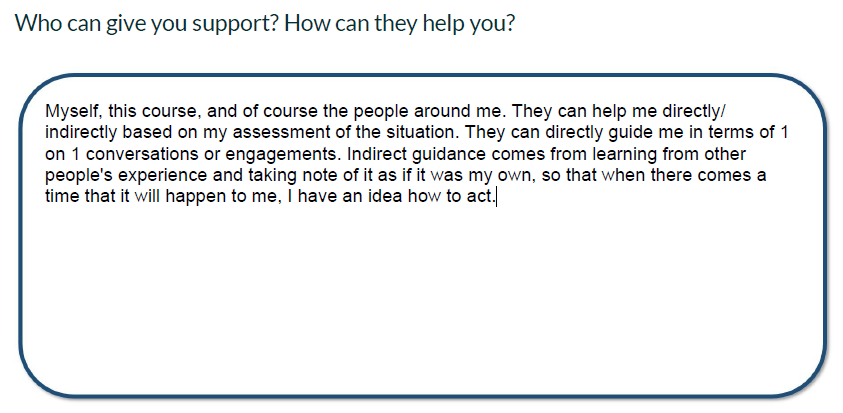 Who can give you support? How can they help you?
Myself, this course, and of course the people around me. They can help me directly/
indirectly based on my assessment of the situation. They can directly guide me in terms of 1
on 1 conversations or engagements. Indirect guidance comes from learning from other
people's experience and taking note of it as if it was my own, so that when there comes a
time that it will happen to me, I have an idea how to act.